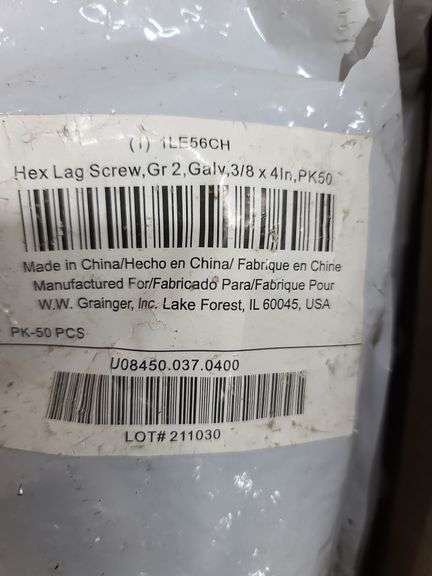 (1) 1LE56CH
Hex Lag Screw,Gr 2,Galv,3/8 x 4In,PK50
Made in China/Hecho en China/ Fabrique en Chine
Manufactured For/Fabricado Para/Fabrique Pour
W.W. Grainger, Inc. Lake Forest, IL 60045, USA
PK-50 PCS
U08450.037.0400
LOT# 211030